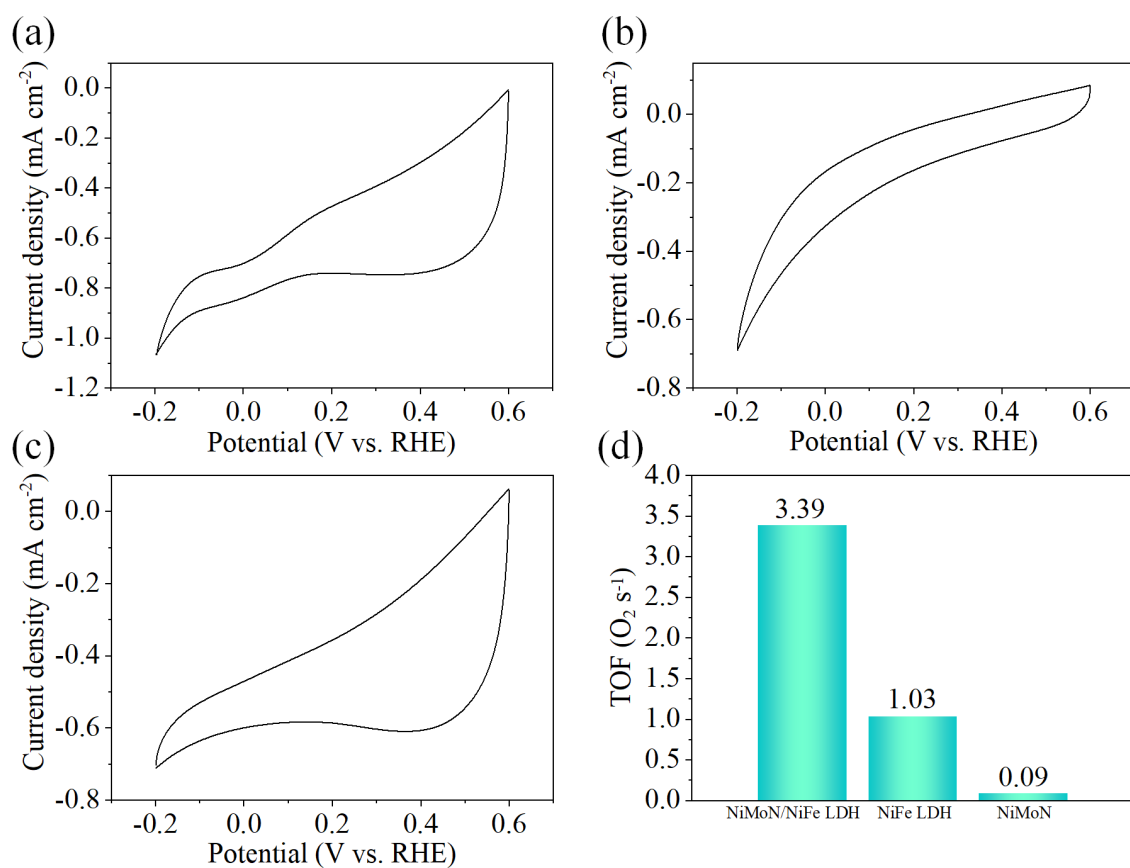 (a)
0.0
-0.2
-0.4
-0.6
-0.8
-1.0
-1.2
Current density (mA cm⁻²)
-0.2 0.0 0.2 0.4 0.6
Potential (V vs. RHE)
(b)
0.0
-0.2
-0.4
-0.6
-0.8
Current density (mA cm⁻²)
-0.2 0.0 0.2 0.4 0.6
Potential (V vs. RHE)
(c)
0.0
-0.2
-0.4
-0.6
-0.8
Current density (mA cm⁻²)
-0.2 0.0 0.2 0.4 0.6
Potential (V vs. RHE)
(d)
4.0
3.5
3.0
2.5
2.0
1.5
1.0
0.5
0.0
TOF (O₂ s⁻¹)
3.39
1.03
0.09
NiMoN/NiFe LDH NiFe LDH NiMoN